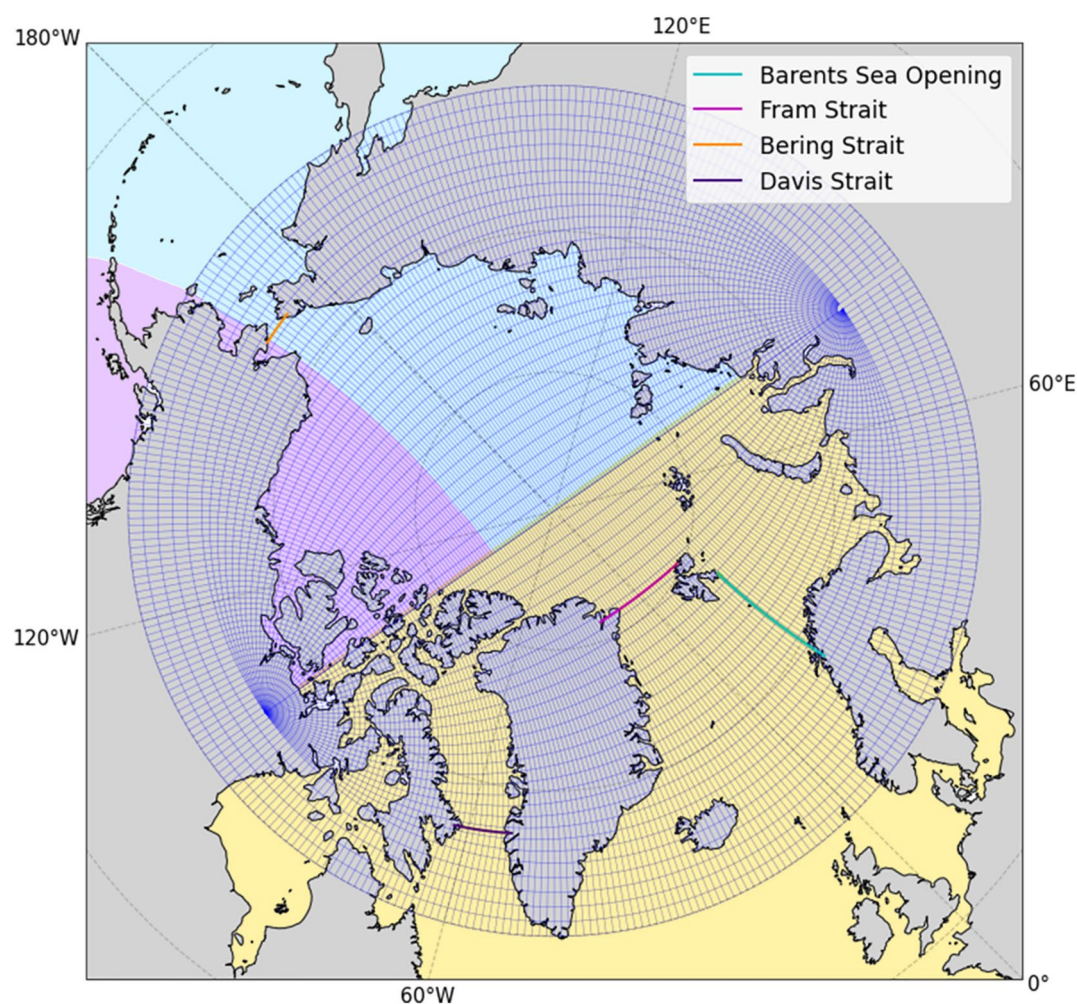 120°E
180°W
Barents Sea Opening
Fram Strait
Bering Strait
Davis Strait
60°E
120°W
0°
60°W